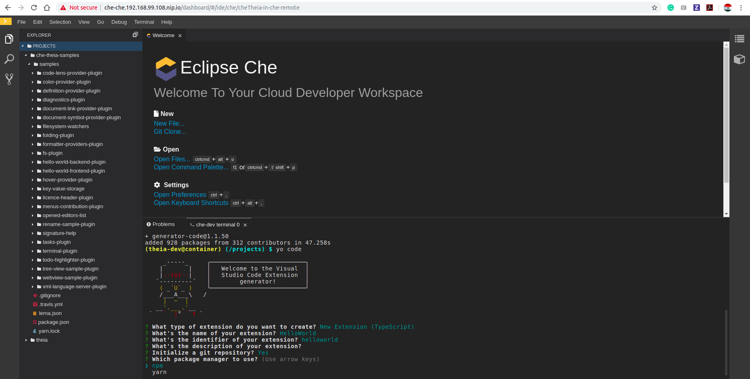 Not secure
che-che.192.168.99.108.nip.io/dashboard/#/ide/che/cheTheia-in-che-remote
File Edit Selection View Go Debug Terminal Help
EXPLORER
PROJECTS
che-theia-samples
samples
code-lens-provider-plugin
color-provider-plugin
definition-provider-plugin
diagnostics-plugin
document-link-provider-plugin
document-symbol-provider-plugin
filesystem-watchers
folding-plugin
formatter-providers-plugin
fs-plugin
hello-world-backend-plugin
hello-world-frontend-plugin
hover-provider-plugin
key-value-storage
licence-header-plugin
menus-contribution-plugin
opened-editors-list
rename-sample-plugin
signature-help
tasks-plugin
terminal-plugin
todo-highlighter-plugin
tree-view-sample-plugin
webview-sample-plugin
xml-language-server-plugin
.gitignore
.travis.yml
lerna.json
package.json
yarn.lock
theia
Welcome
Eclipse Che
Welcome To Your Cloud Developer Workspace
New
New File...
Git Clone...
Open
Open Files... ctrlcmd + alt + o
Open Command Palette... f1 or ctrlcmd + ⇧ shift + p
Settings
Open Preferences ctrl + ,
Open Keyboard Shortcuts ctrl + alt + ,
Problems
>_ che-dev terminal 0
+ generator-code@1.1.50
added 928 packages from 312 contributors in 47.258s
(theia-dev@container) (/projects) $ yo code
Welcome to the Visual
Studio Code Extension
generator!
? What type of extension do you want to create? New Extension (TypeScript)
? What's the name of your extension? HelloWorld
? What's the identifier of your extension? helloworld
? What's the description of your extension?
? Initialize a git repository? Yes
? Which package manager to use? (Use arrow keys)
❯ npm
yarn